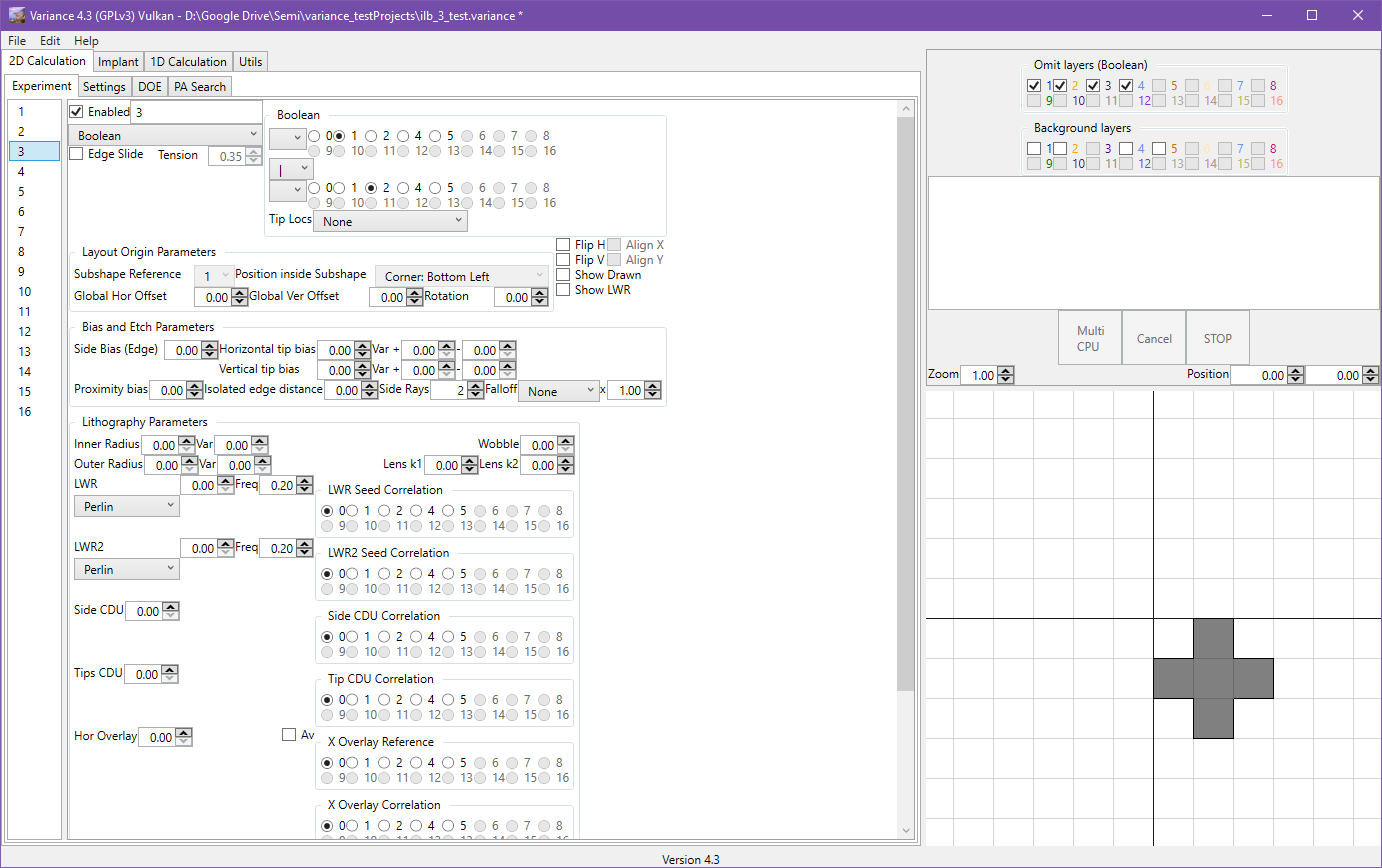 Variance 4.3 (GPLv3) Vulkan - D:\Google Drive\Semi\variance_testProjects\ilb_3_test.variance *
File Edit Help
2D Calculation Implant 1D Calculation Utils
Experiment Settings DOE PA Search
1
2
3
4
5
6
7
8
9
10
11
12
13
14
15
16
Enabled 3
Boolean
Edge Slide Tension 0.35
Boolean
0 1 2 4 5 6 7 8
9 10 11 12 13 14 15 16
|
0 1 2 4 5 6 7 8
9 10 11 12 13 14 15 16
Tip Locs None
Layout Origin Parameters
Subshape Reference 1 Position inside Subshape Corner: Bottom Left
Global Hor Offset 0.00 Global Ver Offset 0.00 Rotation 0.00
Flip H Align X
Flip V Align Y
Show Drawn
Show LWR
Bias and Etch Parameters
Side Bias (Edge) 0.00 Horizontal tip bias 0.00 Var + 0.00 - 0.00
Vertical tip bias 0.00 Var + 0.00 - 0.00
Proximity bias 0.00 Isolated edge distance 0.00 Side Rays 2 Falloff None x 1.00
Lithography Parameters
Inner Radius 0.00 Var 0.00 Wobble 0.00
Outer Radius 0.00 Var 0.00 Lens k1 0.00 Lens k2 0.00
LWR 0.00 Freq 0.20
Perlin
LWR Seed Correlation
0 1 2 4 5 6 7 8
9 10 11 12 13 14 15 16
LWR2 0.00 Freq 0.20
Perlin
LWR2 Seed Correlation
0 1 2 4 5 6 7 8
9 10 11 12 13 14 15 16
Side CDU 0.00
Side CDU Correlation
0 1 2 4 5 6 7 8
9 10 11 12 13 14 15 16
Tips CDU 0.00
Tip CDU Correlation
0 1 2 4 5 6 7 8
9 10 11 12 13 14 15 16
Hor Overlay 0.00 Av
X Overlay Reference
0 1 2 4 5 6 7 8
9 10 11 12 13 14 15 16
X Overlay Correlation
0 1 2 4 5 6 7 8
Omit layers (Boolean)
1 2 3 4 5 6 7 8
9 10 11 12 13 14 15 16
Background layers
1 2 3 4 5 6 7 8
9 10 11 12 13 14 15 16
Multi CPU Cancel STOP
Zoom 1.00 Position 0.00 0.00
Version 4.3